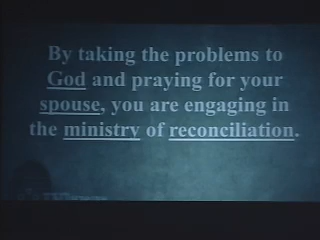 By taking the problems to
God and praying for your
spouse, you are engaging in
the ministry of reconciliation.